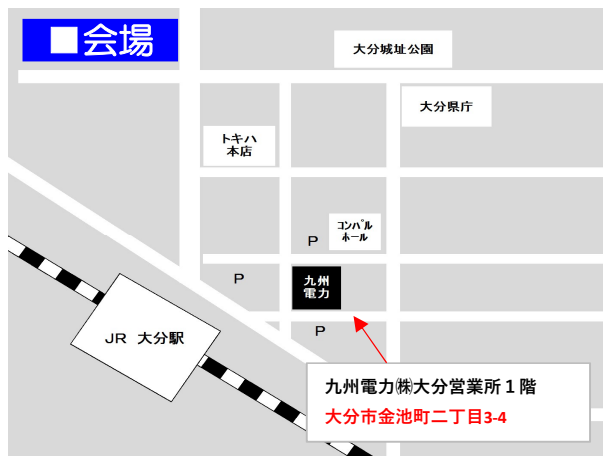 ■会場
大分城址公園
大分県庁
トキハ
本店
コンパル
ホール
P
P
九州
電力
P
JR 大分駅
九州電力㈱大分営業所１階
大分市金池町二丁目3-4